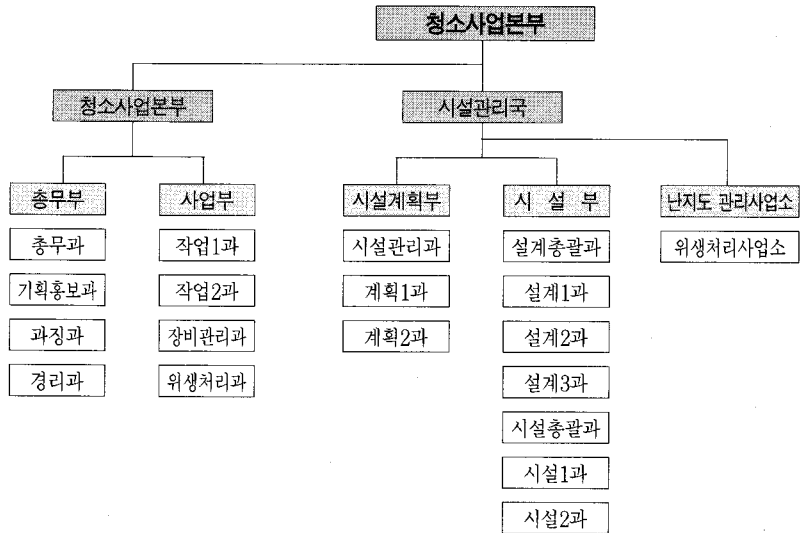 청소사업본부
청소사업본부
시설관리국
총무부
총무과
기획홍보과
과징과
경리과
사업부
작업1과
작업2과
장비관리과
위생처리과
시설계획부
시설관리과
계획1과
계획2과
시 설 부
설계총괄과
설계1과
설계2과
설계3과
시설총괄과
시설1과
시설2과
난지도 관리사업소
위생처리사업소